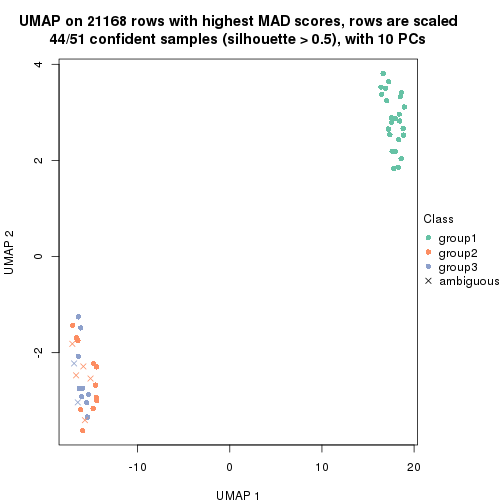 UMAP on 21168 rows with highest MAD scores, rows are scaled
44/51 confident samples (silhouette > 0.5), with 10 PCs
4
2
0
-2
UMAP 2
-10
0
10
20
UMAP 1
Class
group1
group2
group3
ambiguous